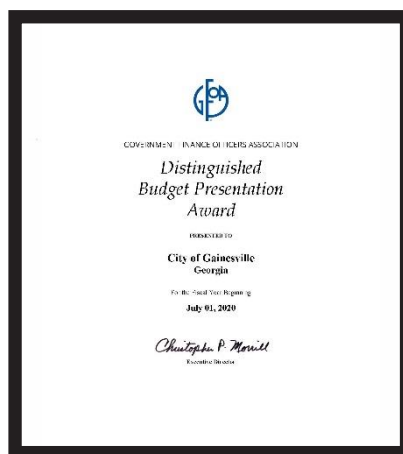 GFOA
GOVERNMENT FINANCE OFFICERS ASSOCIATION
Distinguished
Budget Presentation
Award
PRESENTED TO
City of Gainesville
Georgia
For the Fiscal Year Beginning
July 01, 2020
Christopher P. Morrill
Executive Director